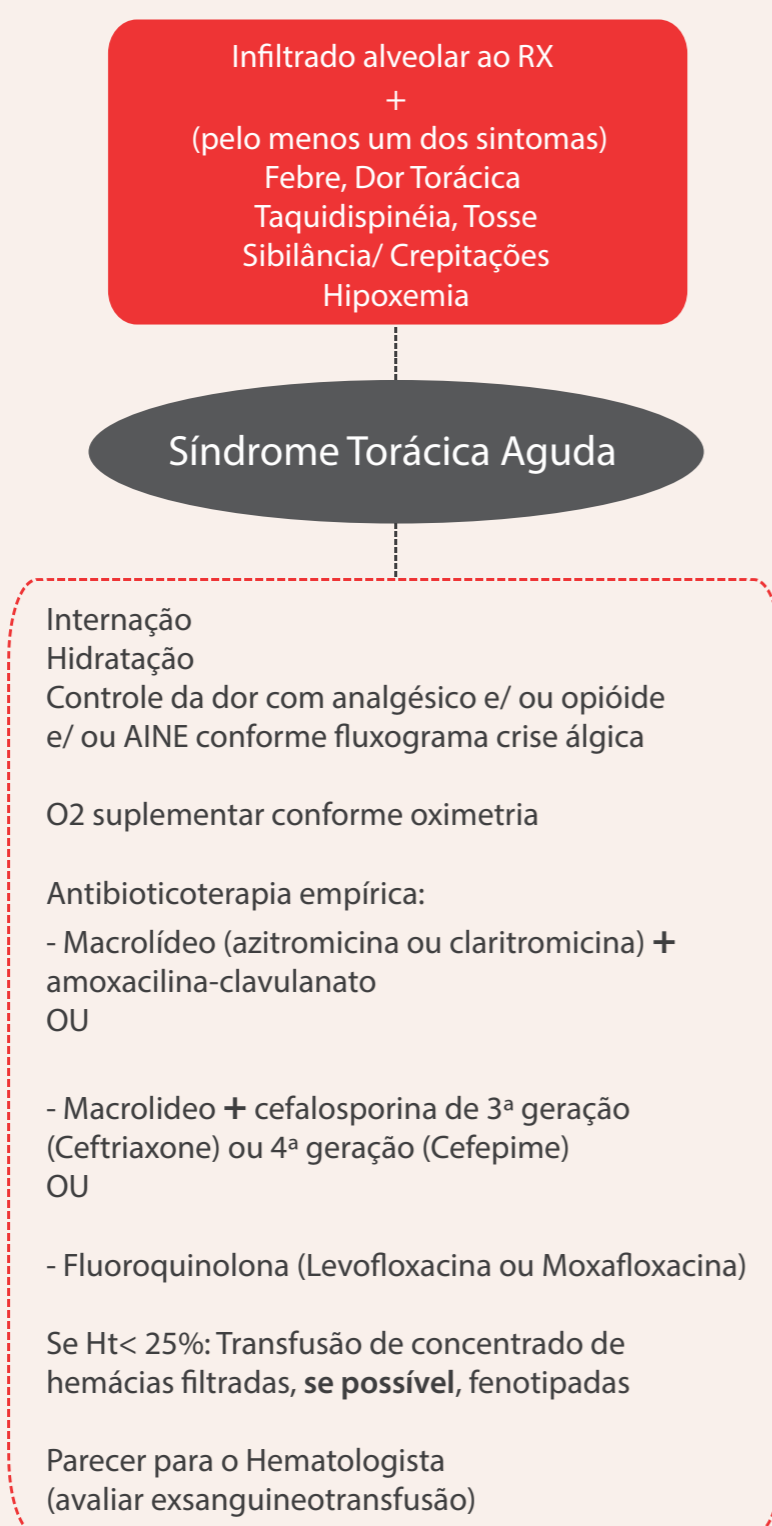 Infiltrado alveolar ao RX
+
(pelo menos um dos sintomas)
Febre, Dor Torácica
Taquidispinéia, Tosse
Sibilância/ Crepitações
Hipoxemia
Síndrome Torácica Aguda
Internação
Hidratação
Controle da dor com analgésico e/ ou opióide
e/ ou AINE conforme fluxograma crise álgica
O2 suplementar conforme oximetria
Antibioticoterapia empírica:
- Macrolídeo (azitromicina ou claritromicina) +
amoxacilina-clavulanato
OU
- Macrolideo + cefalosporina de 3ª geração
(Ceftriaxone) ou 4ª geração (Cefepime)
OU
- Fluoroquinolona (Levofloxacina ou Moxafloxacina)
Se Ht< 25%: Transfusão de concentrado de
hemácias filtradas, se possível, fenotipadas
Parecer para o Hematologista
(avaliar exsanguineotransfusão)